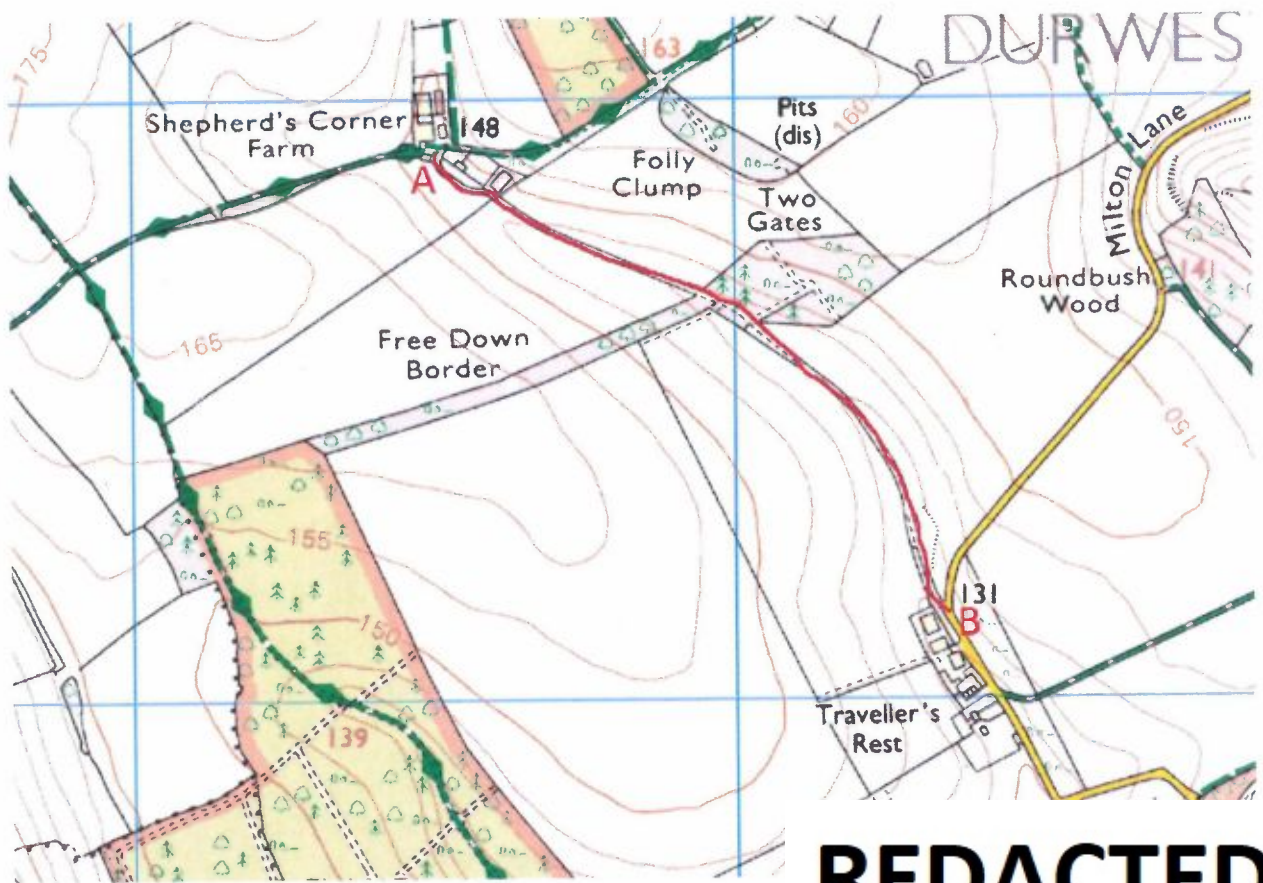 DURWES
175
163
Shepherd's Corner
Farm
148
Pits
(dis)
160
Milton Lane
A
Folly
Clump
Two
Gates
Roundbush
Wood
141
165
Free Down
Border
150
155
131
B
150
139
Traveller's
Rest
REDACTED